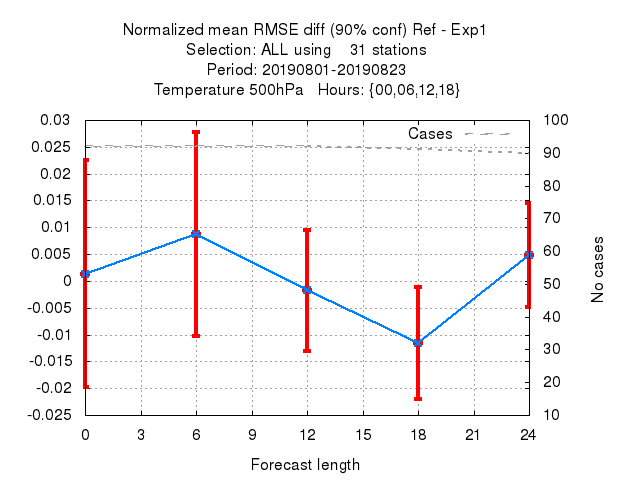 Normalized mean RMSE diff (90% conf) Ref - Exp1
Selection: ALL using 31 stations
Period: 20190801-20190823
Temperature 500hPa Hours: {00,06,12,18}
Cases
0.03
0.025
0.02
0.015
0.01
0.005
0
-0.005
-0.01
-0.015
-0.02
-0.025
100
90
80
70
60
50
40
30
20
10
No cases
0 3 6 9 12 15 18 21 24
Forecast length